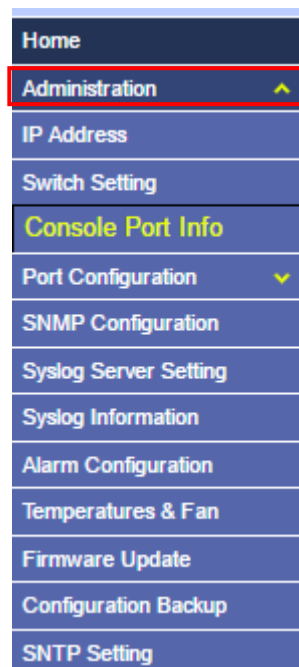 Home
Administration
IP Address
Switch Setting
Console Port Info
Port Configuration
SNMP Configuration
Syslog Server Setting
Syslog Information
Alarm Configuration
Temperatures & Fan
Firmware Update
Configuration Backup
SNTP Setting